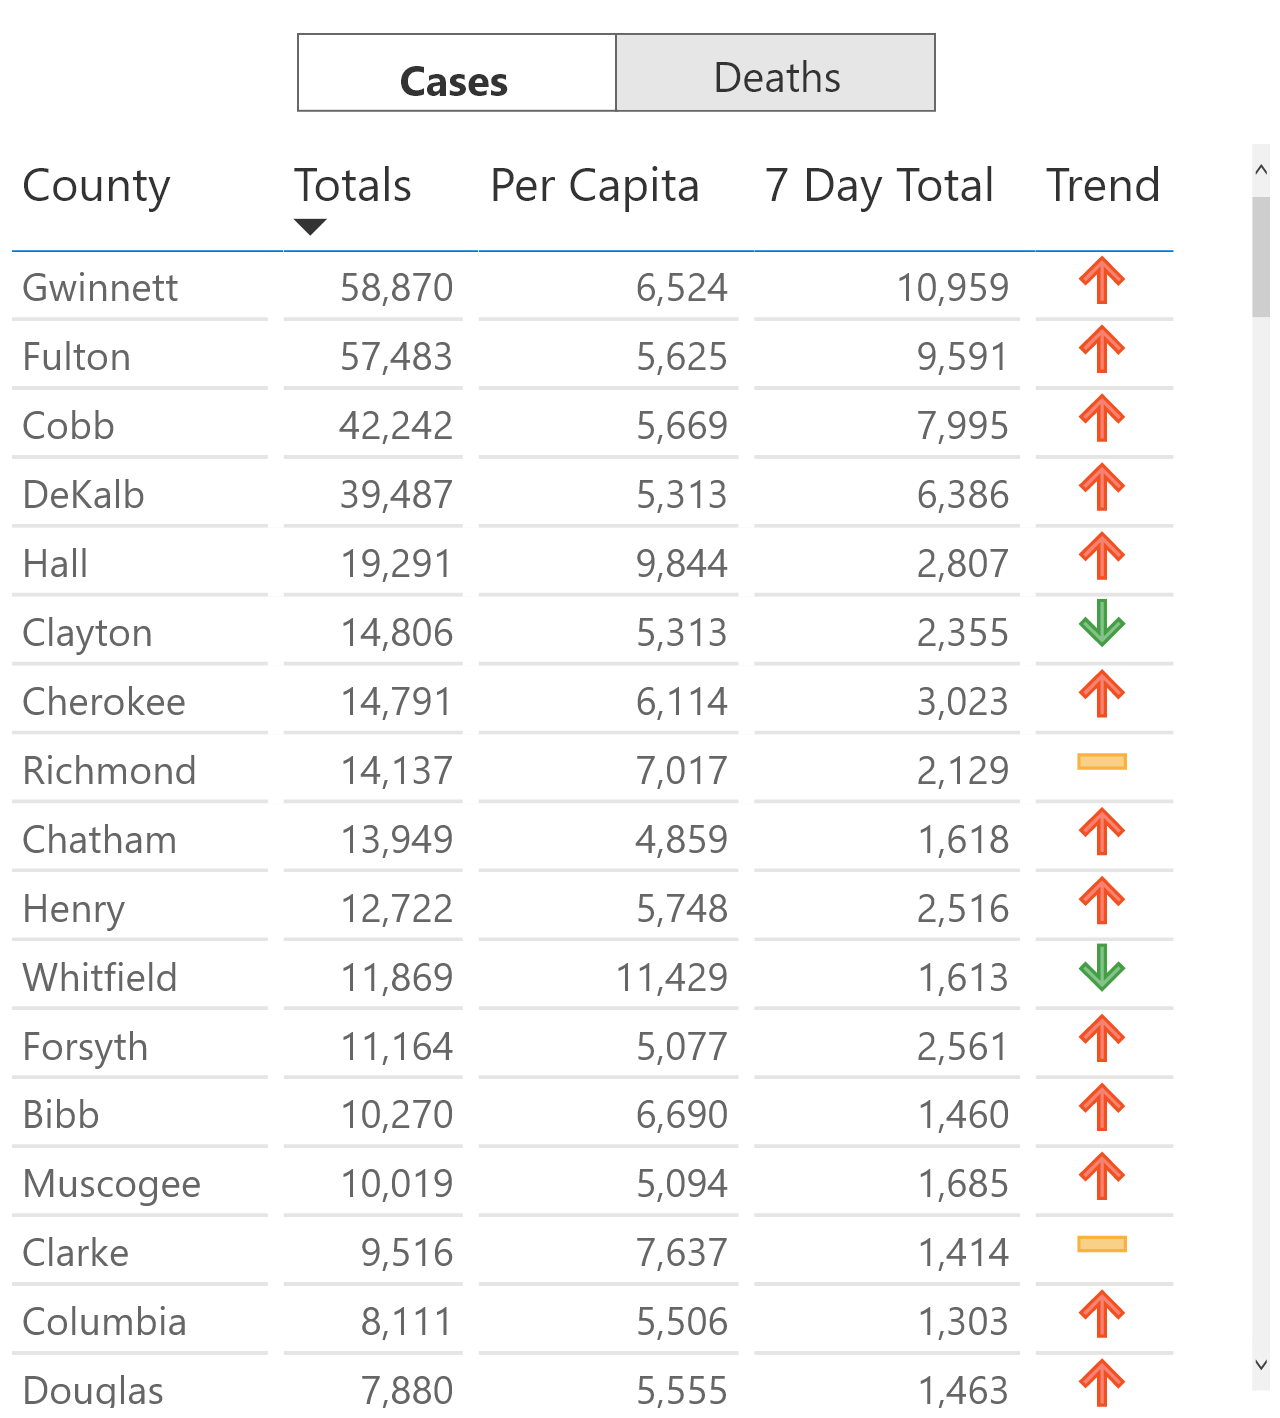 Cases Deaths
County Totals Per Capita 7 Day Total Trend
Gwinnett 58,870 6,524 10,959
Fulton 57,483 5,625 9,591
Cobb 42,242 5,669 7,995
DeKalb 39,487 5,313 6,386
Hall 19,291 9,844 2,807
Clayton 14,806 5,313 2,355
Cherokee 14,791 6,114 3,023
Richmond 14,137 7,017 2,129
Chatham 13,949 4,859 1,618
Henry 12,722 5,748 2,516
Whitfield 11,869 11,429 1,613
Forsyth 11,164 5,077 2,561
Bibb 10,270 6,690 1,460
Muscogee 10,019 5,094 1,685
Clarke 9,516 7,637 1,414
Columbia 8,111 5,506 1,303
Douglas 7,880 5,555 1,463